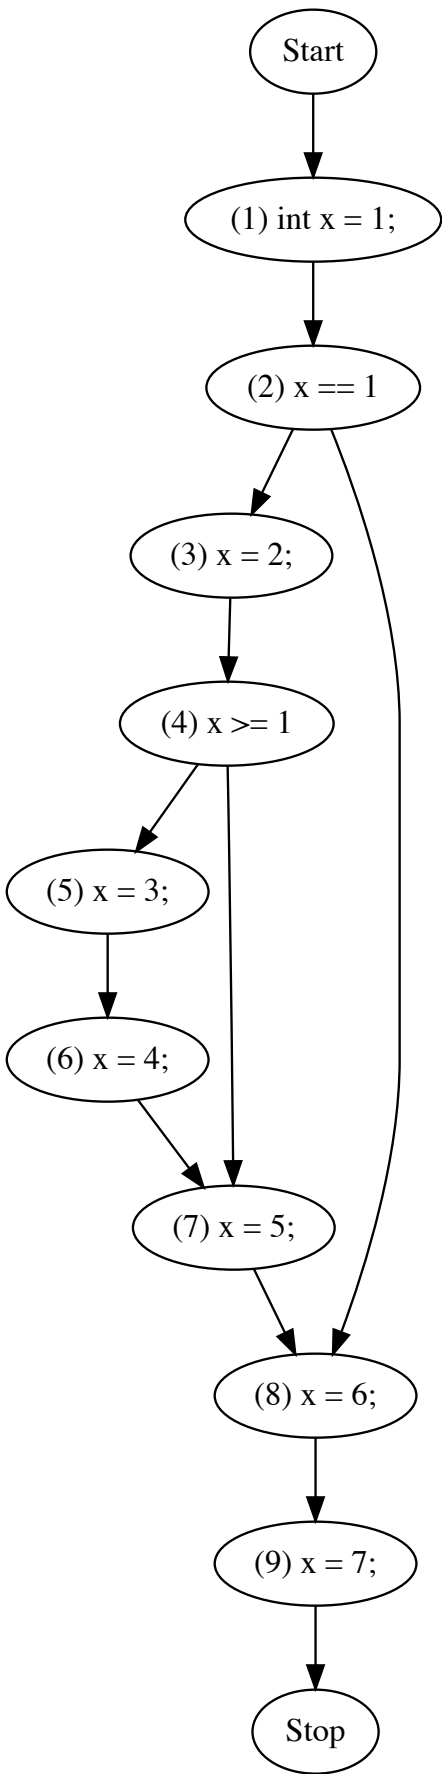 Start
(1) int x = 1;
(2) x == 1
(3) x = 2;
(4) x >= 1
(5) x = 3;
(6) x = 4;
(7) x = 5;
(8) x = 6;
(9) x = 7;
Stop